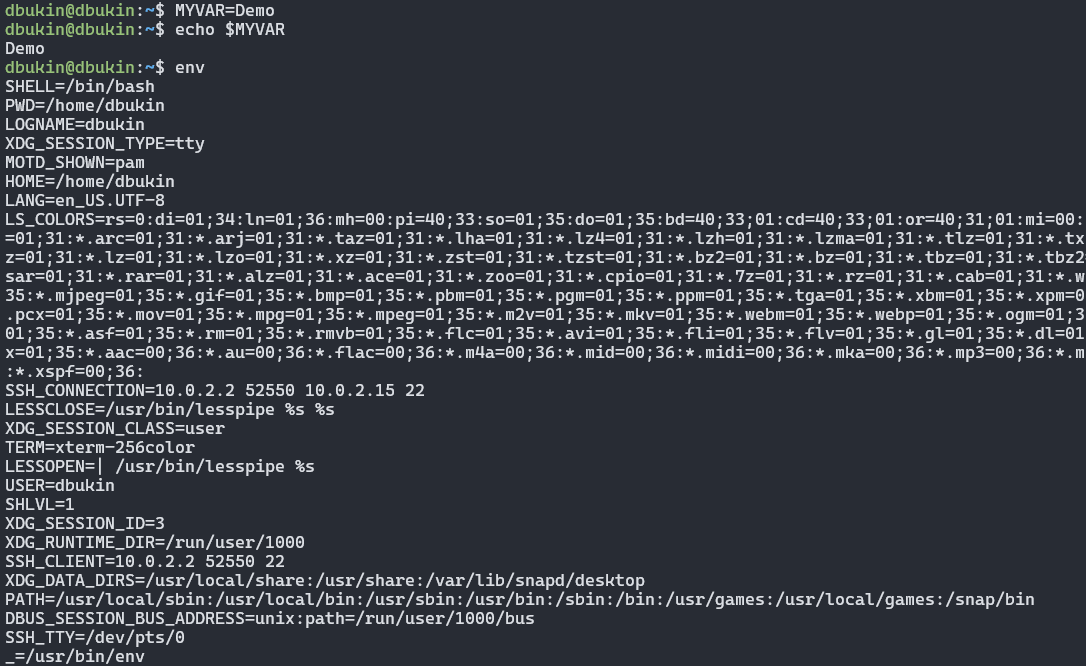 dbukin@dbukin:~$ MYVAR=Demo
dbukin@dbukin:~$ echo $MYVAR
Demo
dbukin@dbukin:~$ env
SHELL=/bin/bash
PWD=/home/dbukin
LOGNAME=dbukin
XDG_SESSION_TYPE=tty
MOTD_SHOWN=pam
HOME=/home/dbukin
LANG=en_US.UTF-8
LS_COLORS=rs=0:di=01;34:ln=01;36:mh=00:pi=40;33:so=01;35:do=01;35:bd=40;33;01:cd=40;33;01:or=40;31;01:mi=00:
=01;31:*.arc=01;31:*.arj=01;31:*.taz=01;31:*.lha=01;31:*.lz4=01;31:*.lzh=01;31:*.lzma=01;31:*.tlz=01;31:*.tx
z=01;31:*.lz=01;31:*.lzo=01;31:*.xz=01;31:*.zst=01;31:*.tzst=01;31:*.bz2=01;31:*.bz=01;31:*.tbz=01;31:*.tbz2=
sar=01;31:*.rar=01;31:*.alz=01;31:*.ace=01;31:*.zoo=01;31:*.cpio=01;31:*.7z=01;31:*.rz=01;31:*.cab=01;31:*.w
35:*.mjpeg=01;35:*.gif=01;35:*.bmp=01;35:*.pbm=01;35:*.pgm=01;35:*.ppm=01;35:*.tga=01;35:*.xbm=01;35:*.xpm=0
.pcx=01;35:*.mov=01;35:*.mpg=01;35:*.mpeg=01;35:*.m2v=01;35:*.mkv=01;35:*.webm=01;35:*.webp=01;35:*.ogm=01;3
01;35:*.asf=01;35:*.rm=01;35:*.rmvb=01;35:*.flc=01;35:*.avi=01;35:*.fli=01;35:*.flv=01;35:*.gl=01;35:*.dl=01
x=01;35:*.aac=00;36:*.au=00;36:*.flac=00;36:*.m4a=00;36:*.mid=00;36:*.midi=00;36:*.mka=00;36:*.mp3=00;36:*.m
:*.xspf=00;36:
SSH_CONNECTION=10.0.2.2 52550 10.0.2.15 22
LESSCLOSE=/usr/bin/lesspipe %s %s
XDG_SESSION_CLASS=user
TERM=xterm-256color
LESSOPEN=| /usr/bin/lesspipe %s
USER=dbukin
SHLVL=1
XDG_SESSION_ID=3
XDG_RUNTIME_DIR=/run/user/1000
SSH_CLIENT=10.0.2.2 52550 22
XDG_DATA_DIRS=/usr/local/share:/usr/share:/var/lib/snapd/desktop
PATH=/usr/local/sbin:/usr/local/bin:/usr/sbin:/usr/bin:/sbin:/bin:/usr/games:/usr/local/games:/snap/bin
DBUS_SESSION_BUS_ADDRESS=unix:path=/run/user/1000/bus
SSH_TTY=/dev/pts/0
_=/usr/bin/env